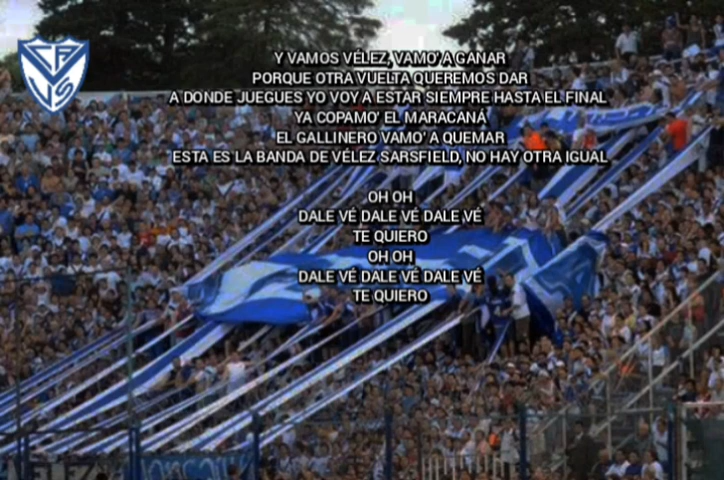 CAVS
Y VAMOS VÉLEZ, VAMO' A GANAR
PORQUE OTRA VUELTA QUEREMOS DAR
A DONDE JUEGUES YO VOY A ESTAR SIEMPRE HASTA EL FINAL
YA COPAMO' EL MARACANÁ
EL GALLINERO VAMO' A QUEMAR
ESTA ES LA BANDA DE VÉLEZ SARSFIELD, NO HAY OTRA IGUAL
OH OH
DALE VÉ DALE VÉ DALE VÉ
TE QUIERO
OH OH
DALE VÉ DALE VÉ DALE VÉ
TE QUIERO